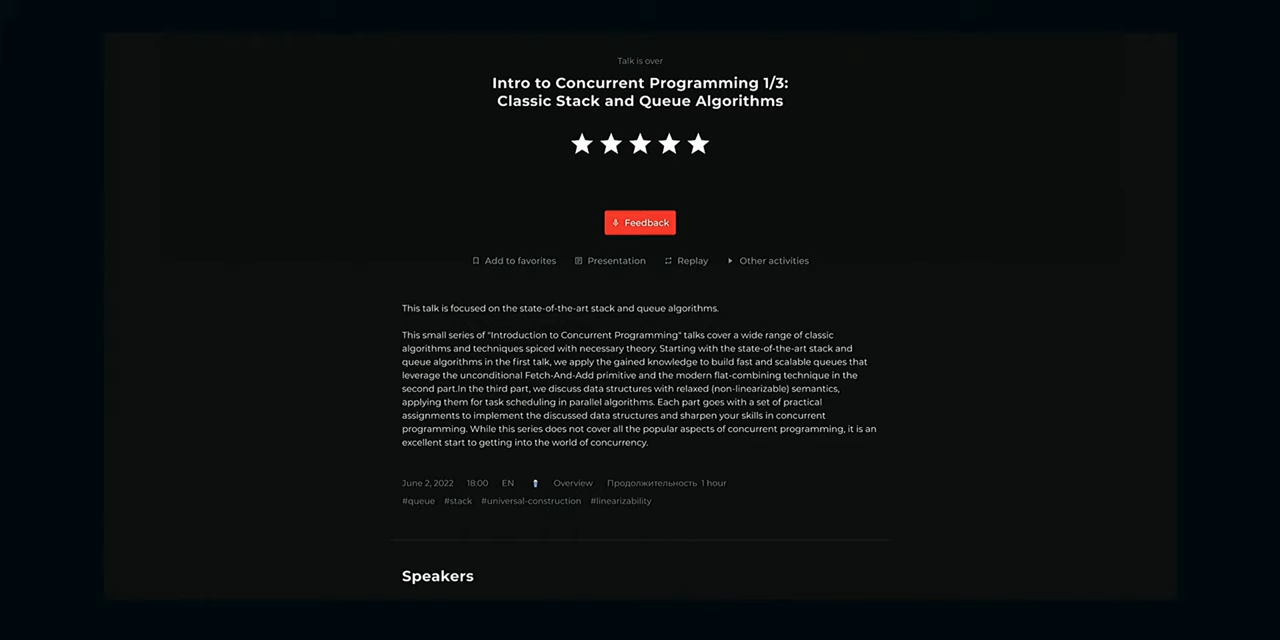 Talk is over
Intro to Concurrent Programming 1/3:
Classic Stack and Queue Algorithms
Feedback
Add to favorites Presentation Replay Other activities
This talk is focused on the state-of-the-art stack and queue algorithms.
This small series of "Introduction to Concurrent Programming" talks cover a wide range of classic
algorithms and techniques spiced with necessary theory. Starting with the state-of-the-art stack and
queue algorithms in the first talk, we apply the gained knowledge to build fast and scalable queues that
leverage the unconditional Fetch-And-Add primitive and the modern flat-combining technique in the
second part.In the third part, we discuss data structures with relaxed (non-linearizable) semantics,
applying them for task scheduling in parallel algorithms. Each part goes with a set of practical
assignments to implement the discussed data structures and sharpen your skills in concurrent
programming. While this series does not cover all the popular aspects of concurrent programming, it is an
excellent start to getting into the world of concurrency.
June 2, 2022 18:00 EN Overview Продолжительность 1 hour
#queue #stack #universal-construction #linearizability
Speakers